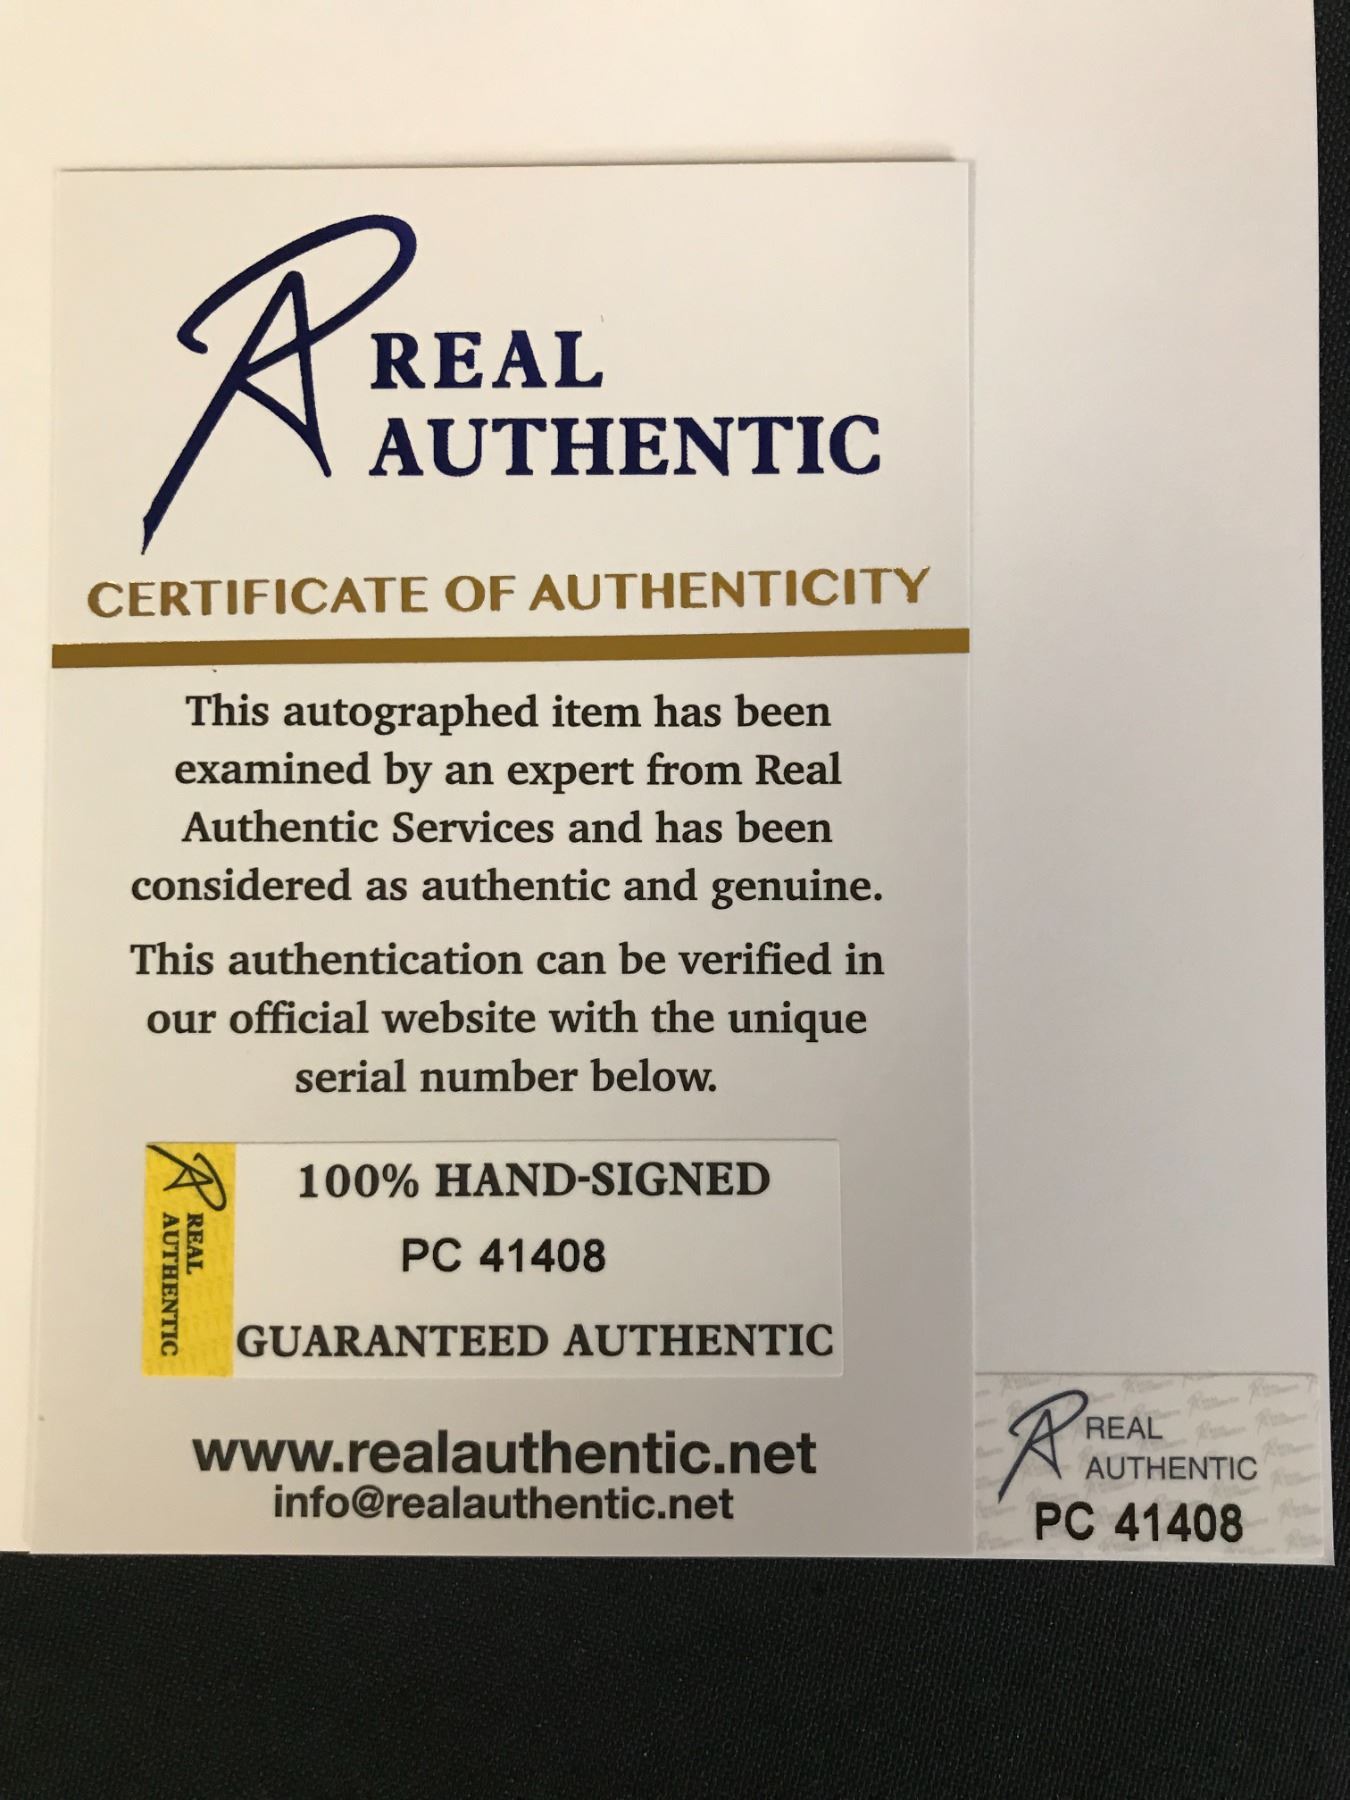 RA REAL
AUTHENTIC
CERTIFICATE OF AUTHENTICITY
This autographed item has been
examined by an expert from Real
Authentic Services and has been
considered as authentic and genuine.
This authentication can be verified in
our official website with the unique
serial number below.
RA REAL
AUTHENTIC
100% HAND-SIGNED
PC 41408
GUARANTEED AUTHENTIC
www.realauthentic.net
info@realauthentic.net
RA REAL
AUTHENTIC
PC 41408